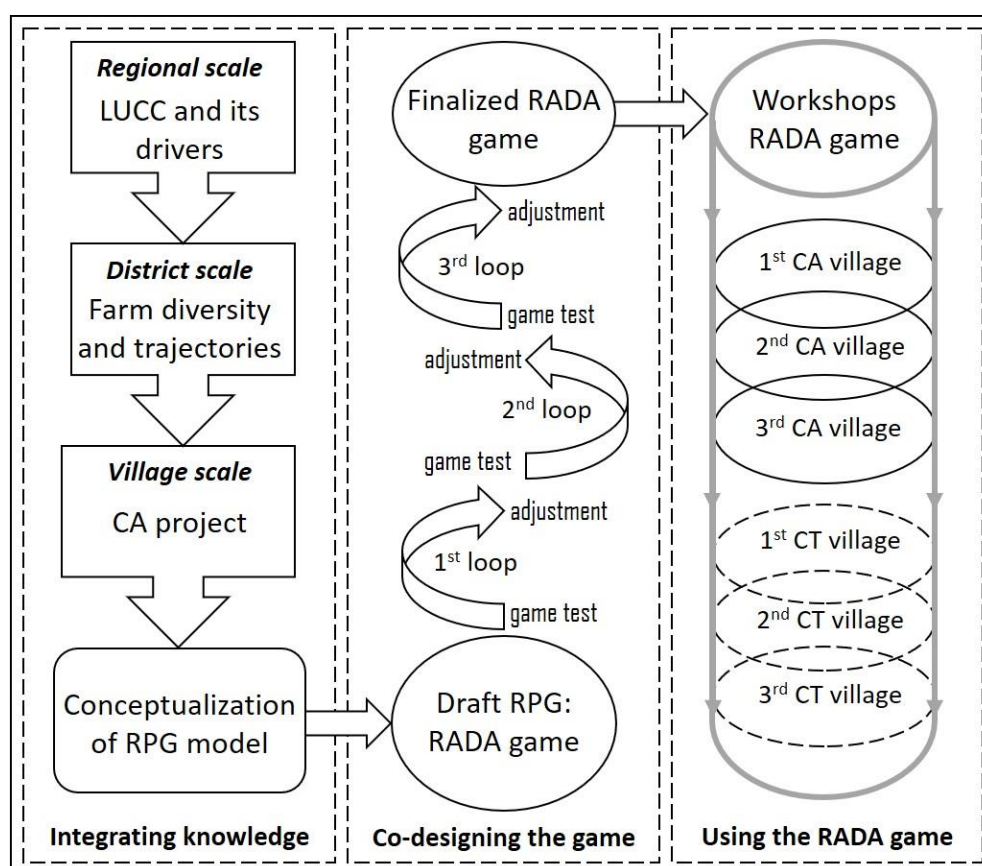 Regional scale
LUCC and its
drivers
District scale
Farm diversity
and trajectories
Village scale
CA project
Conceptualization
of RPG model
Integrating knowledge
Finalized RADA
game
adjustment
3rd loop
game test
adjustment
2nd loop
game test
adjustment
1st loop
game test
Draft RPG:
RADA game
Co-designing the game
Workshops
RADA game
1st CA village
2nd CA village
3rd CA village
1st CT village
2nd CT village
3rd CT village
Using the RADA game